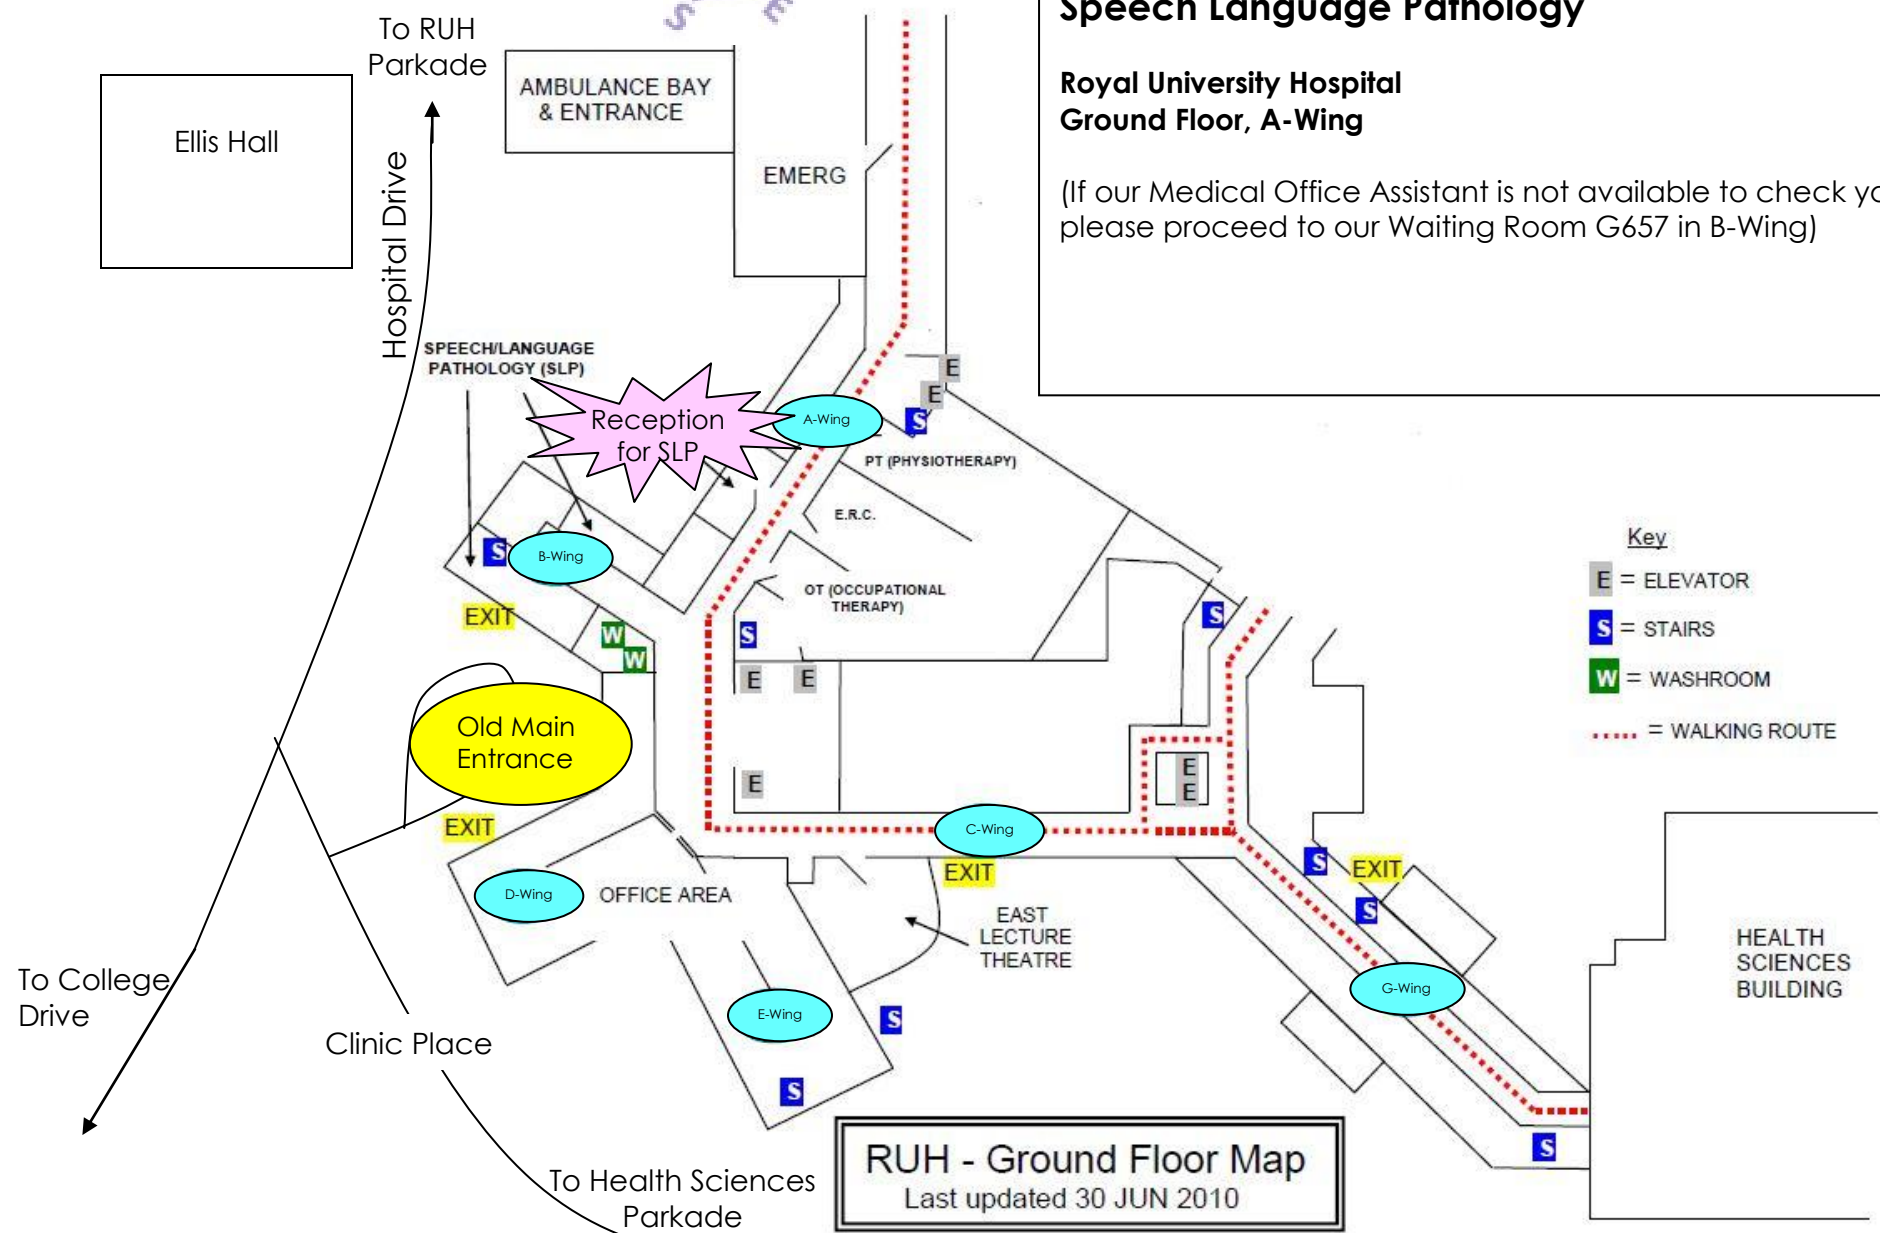 To RUH
Parkade
S
E
Speech Language Pathology
Royal University Hospital
Ground Floor, A-Wing
(If our Medical Office Assistant is not available to check
please proceed to our Waiting Room G657 in B-Wing)
AMBULANCE BAY
& ENTRANCE
Ellis Hall
EMERG
Hospital Drive
SPEECH/LANGUAGE
PATHOLOGY (SLP)
E
E
S
Reception
for SLP
A-Wing
PT (PHYSIOTHERAPY)
E.R.C.
S
B-Wing
EXIT
OT (OCCUPATIONAL
THERAPY)
W
W
S
S
E
E
Key
E = ELEVATOR
S = STAIRS
W = WASHROOM
= WALKING ROUTE
Old Main
Entrance
E
E
E
EXIT
C-Wing
EXIT
S
EXIT
S
D-Wing
OFFICE AREA
EAST
LECTURE
THEATRE
HEALTH
SCIENCES
BUILDING
To College
Drive
G-Wing
E-Wing
S
Clinic Place
S
S
To Health Sciences
Parkade
RUH - Ground Floor Map
Last updated 30 JUN 2010